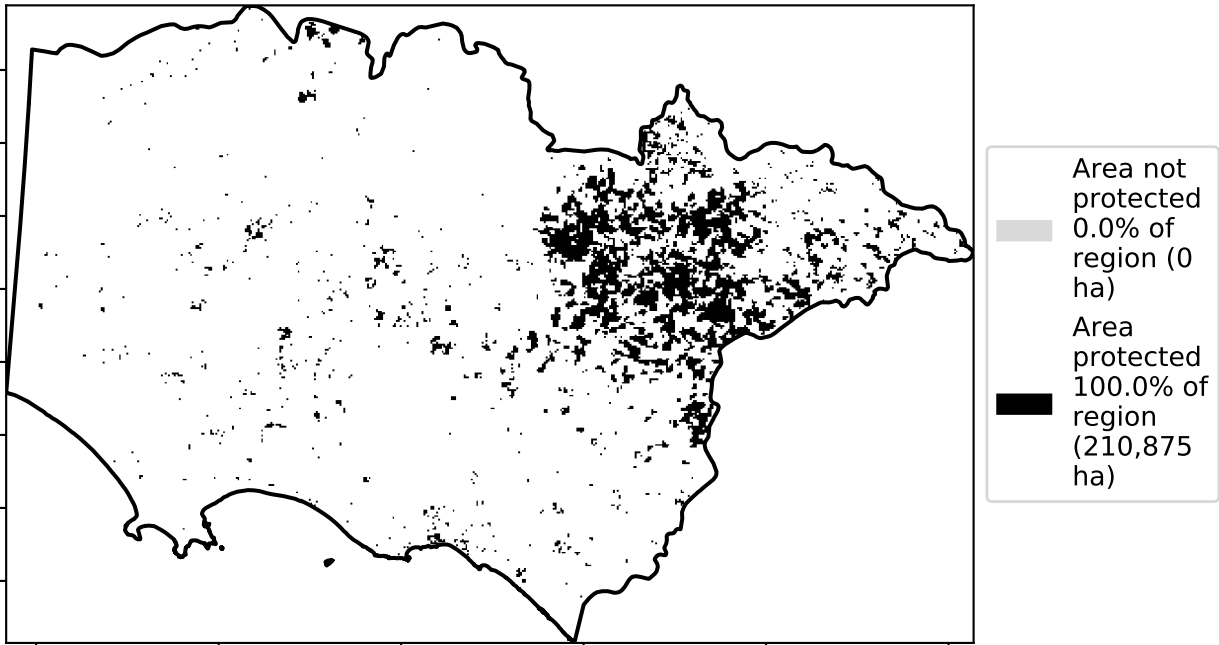 Area not
protected
0.0% of
region (0
ha)
Area
protected
100.0% of
region
(210,875
ha)